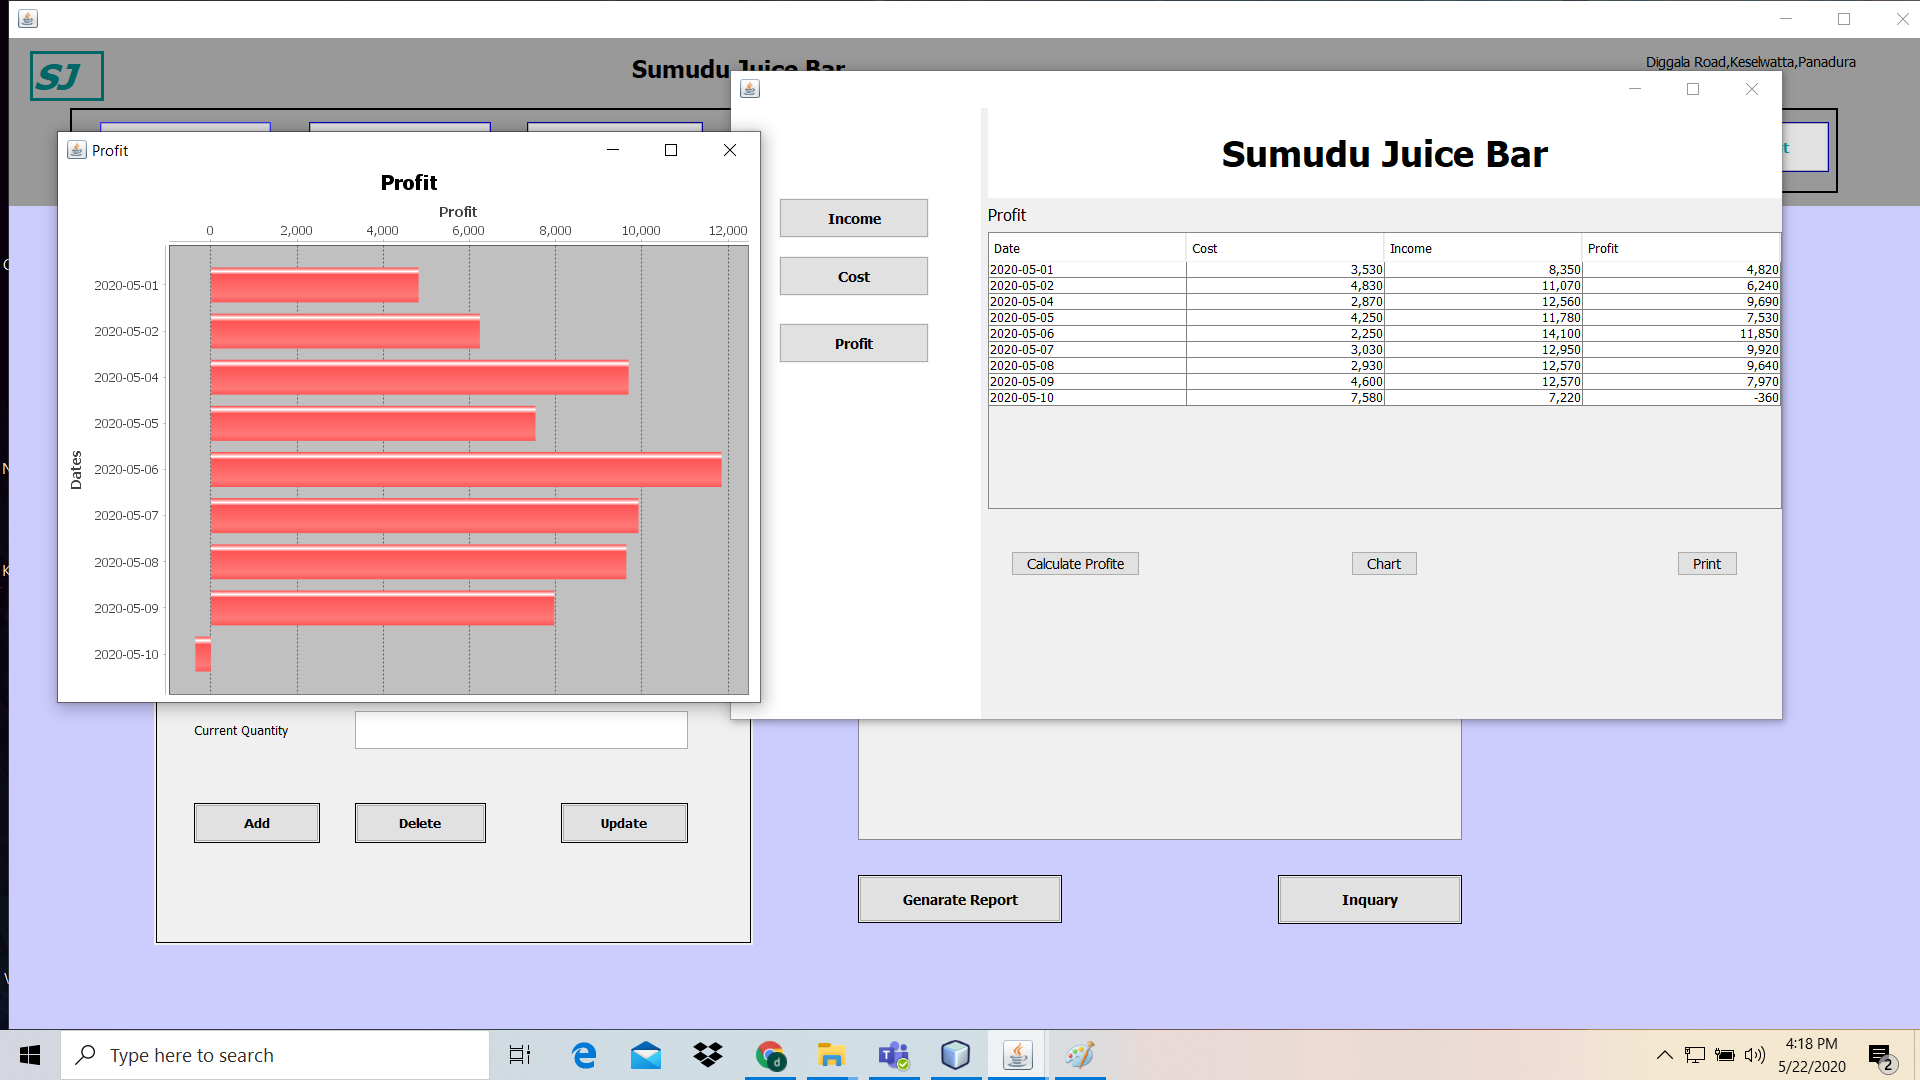 SJ
Sumudu Juice Bar
Diggala Road,Keselwatta,Panadura
Profit
Profit
Profit
0 2,000 4,000 6,000 8,000 10,000 12,000
Dates
2020-05-01
2020-05-02
2020-05-04
2020-05-05
2020-05-06
2020-05-07
2020-05-08
2020-05-09
2020-05-10
Sumudu Juice Bar
Income
Cost
Profit
Profit
Date Cost Income Profit
2020-05-01 3,530 8,350 4,820
2020-05-02 4,830 11,070 6,240
2020-05-04 2,870 12,560 9,690
2020-05-05 4,250 11,780 7,530
2020-05-06 2,250 14,100 11,850
2020-05-07 3,030 12,950 9,920
2020-05-08 2,930 12,570 9,640
2020-05-09 4,600 12,570 7,970
2020-05-10 7,580 7,220 -360
Calculate Profite Chart Print
Current Quantity
Add Delete Update
Genarate Report Inquary
Type here to search
4:18 PM
5/22/2020
2